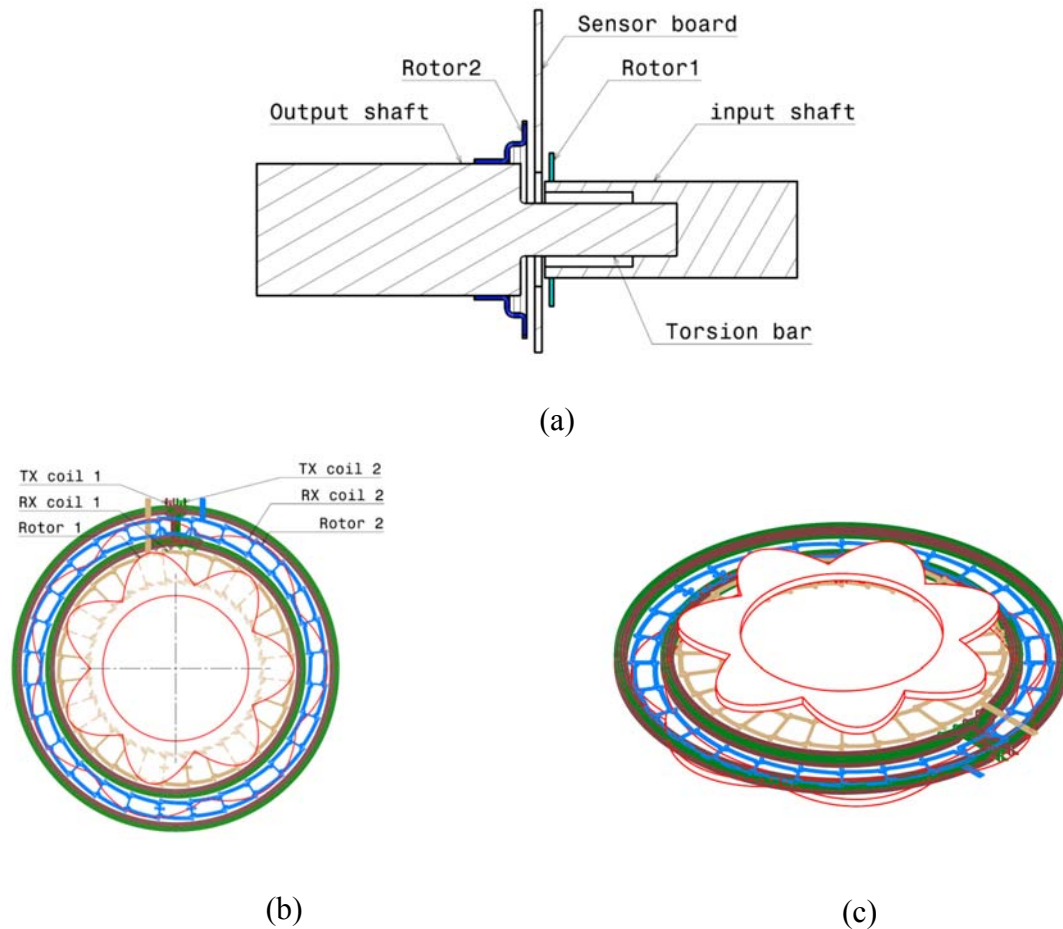 Sensor board
Rotor2
Rotor1
Output shaft
input shaft
Torsion bar
(a)
TX coil 1
TX coil 2
RX coil 1
RX coil 2
Rotor 1
Rotor 2
(b)
(c)